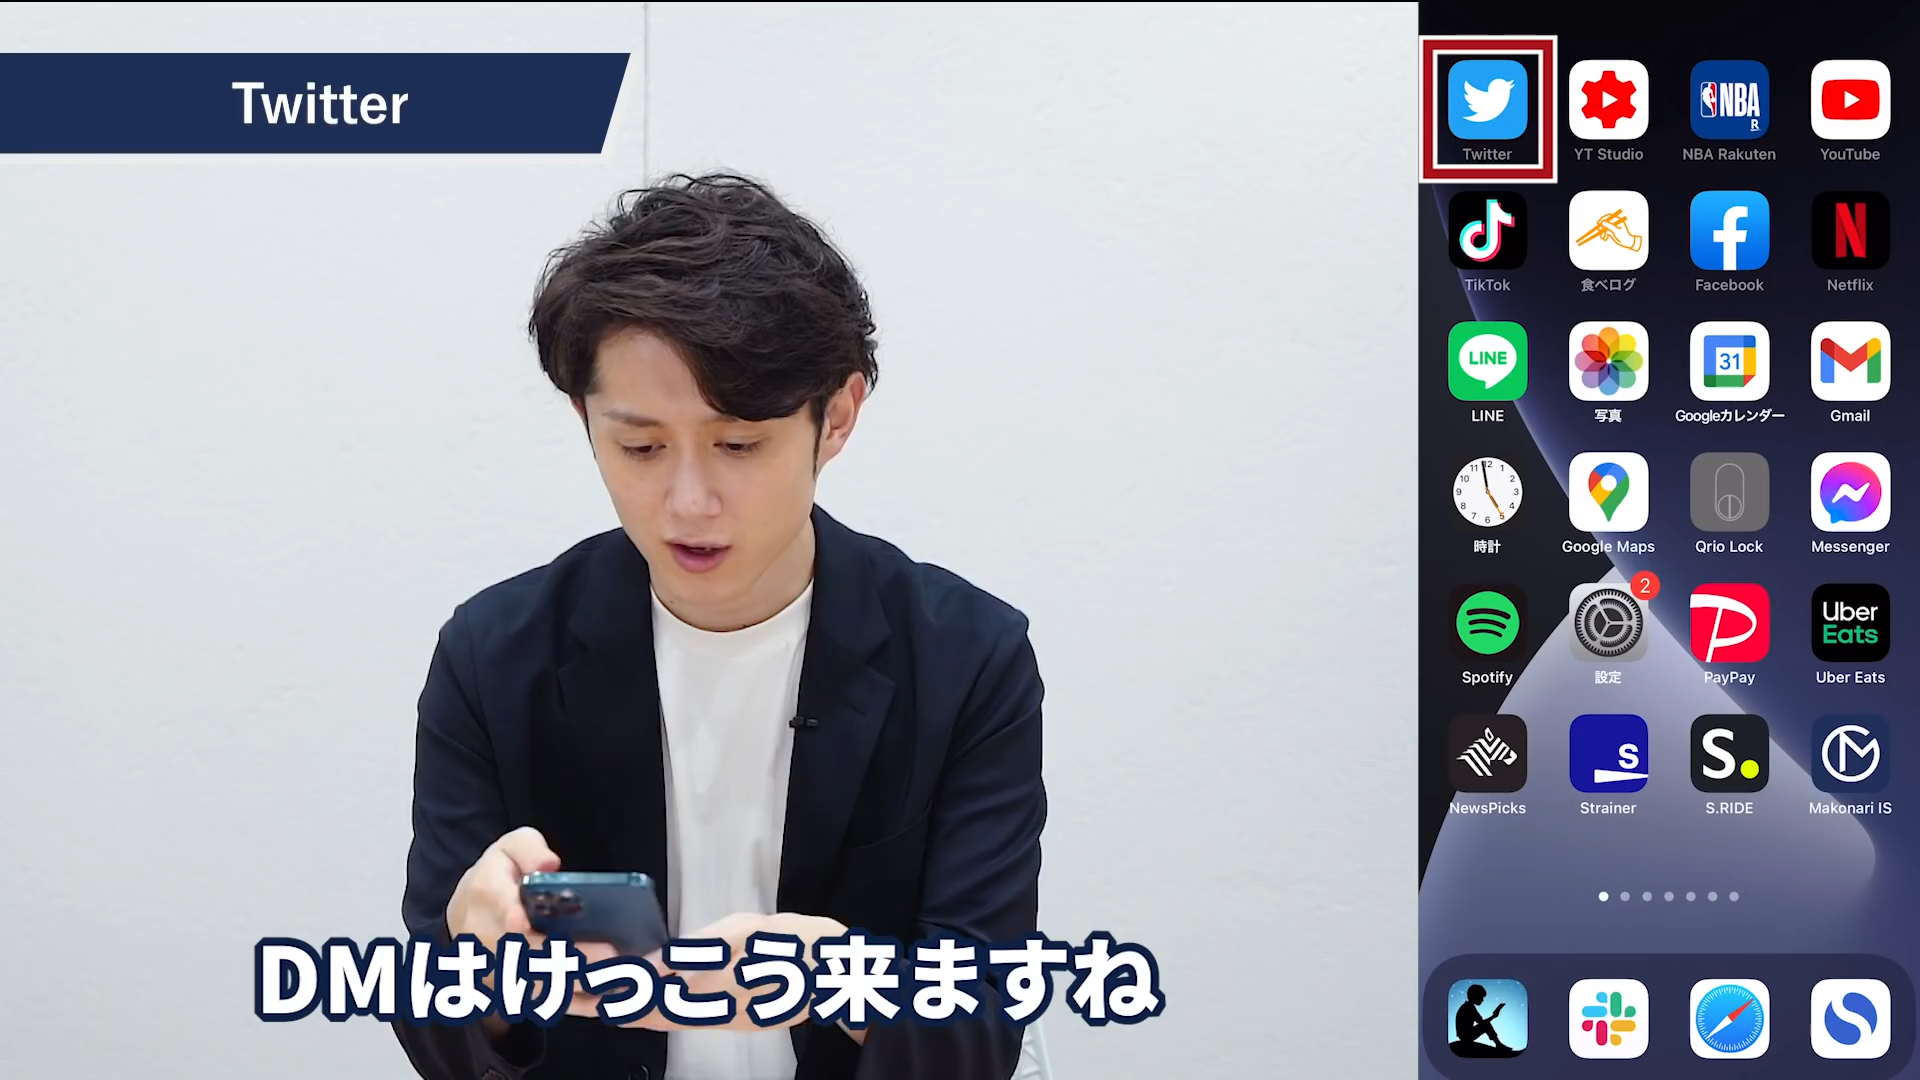 Twitter
DMはけっこう来ますね
Twitter
YT Studio
NBA
R
NBA Rakuten
YouTube
TikTok
食べログ
Facebook
Netflix
LINE
LINE
写真
31
Googleカレンダー
Gmail
時計
Google Maps
Qrio Lock
Messenger
Spotify
2
設定
PayPay
Uber
Eats
Uber Eats
NewsPicks
S
Strainer
S.
S.RIDE
Makonari IS